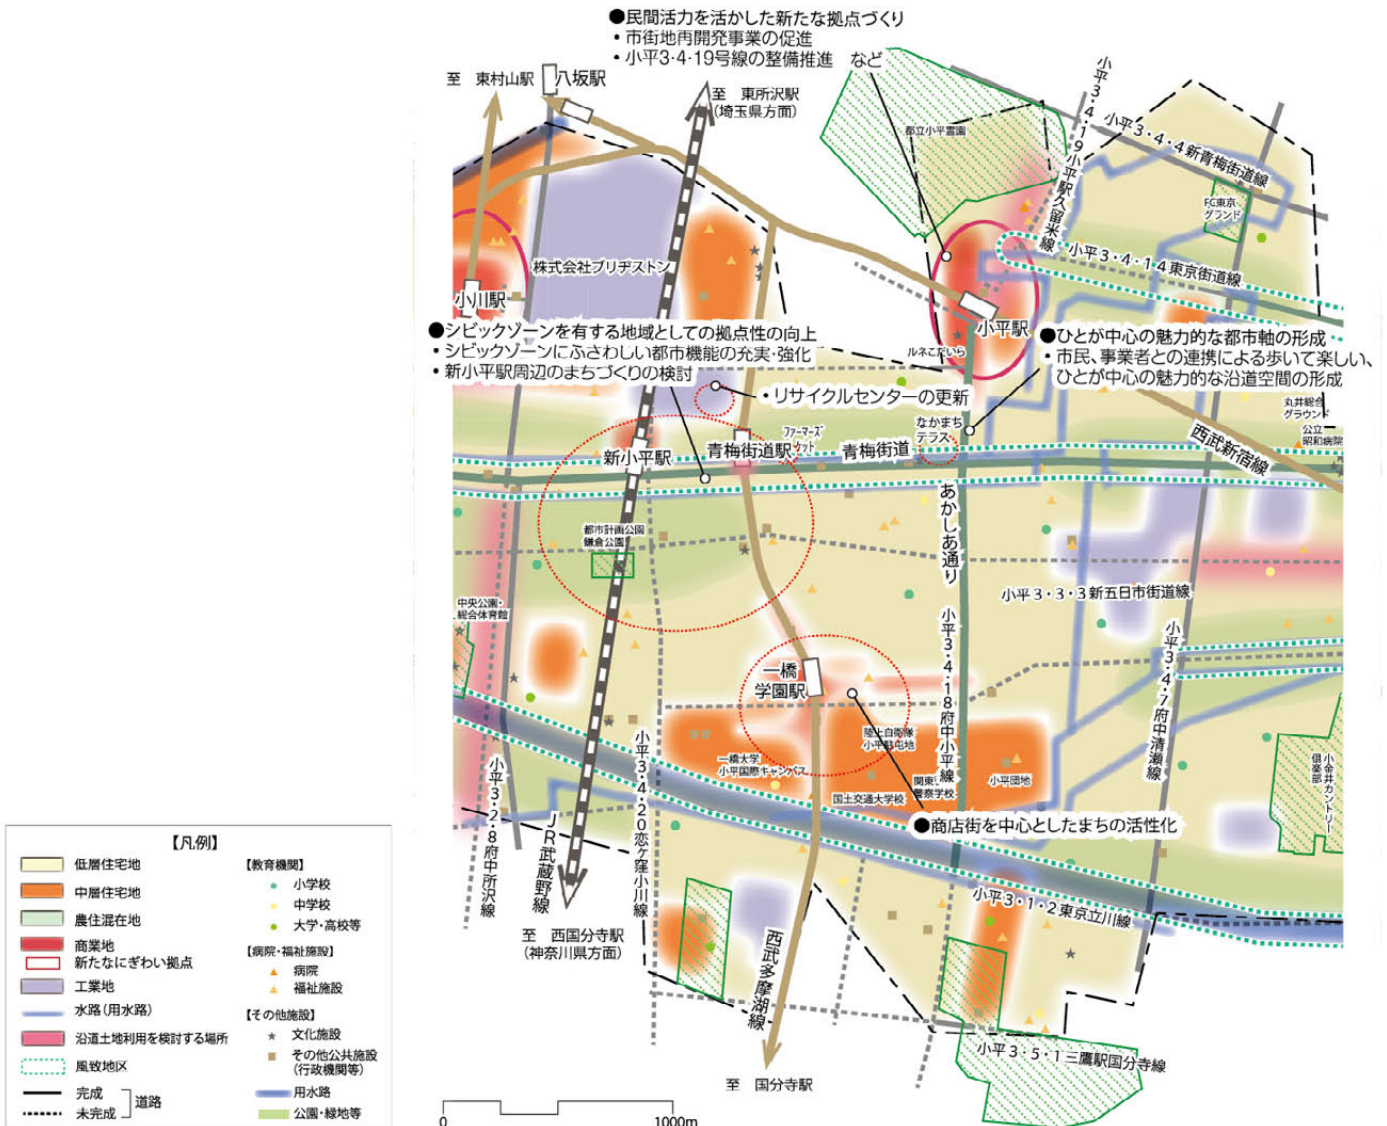 ●民間活力を活かした新たな拠点づくり
・市街地再開発事業の促進
・小平3・4・19号線の整備推進　など
至　東村山駅
八坂駅
至　東所沢駅
(埼玉県方面)
都立小平霊園
小平3・4・19小平駅久留米線
小平3・4・4新青梅街道線
FC東京
グランド
小平3・4・14東京街道線
株式会社ブリヂストン
小川駅
小平駅
ルネこだいら
●シビックゾーンを有する地域としての拠点性の向上
・シビックゾーンにふさわしい都市機能の充実・強化
・新小平駅周辺のまちづくりの検討
●ひとが中心の魅力的な都市軸の形成
・市民、事業者との連携による歩いて楽しい、
ひとが中心の魅力的な沿道空間の形成
・リサイクルセンターの更新
丸井総合
グラウンド
公立
昭和病院
西武新宿線
なかまち
テラス
ファーマーズ
新小平駅
青梅街道駅
青梅街道
あかしあ通り
都市計画公園
鎌倉公園
中央公園・
総合体育館
小平3・3・3新五日市街道線
小平3・4・18府中小平線
小平3・4・7府中清瀬線
一橋
学園駅
陸上自衛隊
小平駐屯地
一橋大学
小平国際キャンパス
国土交通大学校
関東
警察学校
小平団地
小金井カントリー
倶楽部
●商店街を中心としたまちの活性化
小平3・2・8府中所沢線
JR武蔵野線
小平3・4・20恋ヶ窪小川線
小平3・1・2東京立川線
至　西国分寺駅
(神奈川県方面)
西武多摩湖線
至　国分寺駅
小平3・5・1三鷹駅国分寺線
0
1000m
【凡例】
低層住宅地
中層住宅地
農住混在地
商業地
新たなにぎわい拠点
工業地
水路(用水路)
沿道土地利用を検討する場所
風致地区
完成
未完成
道路
【教育機関】
小学校
中学校
大学・高校等
【病院・福祉施設】
病院
福祉施設
【その他施設】
文化施設
その他公共施設
(行政機関等)
用水路
公園・緑地等